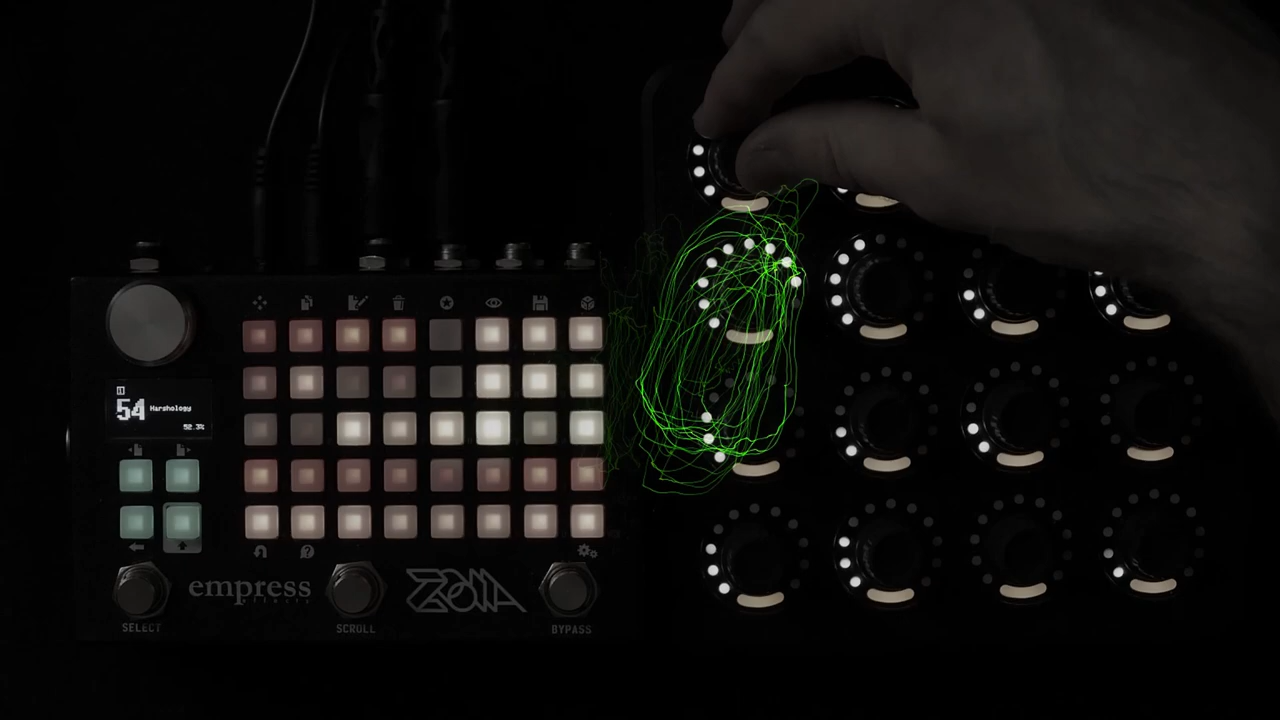 54 Harshology
52.3%
empress
effects
ZOIA
SELECT
SCROLL
BYPASS